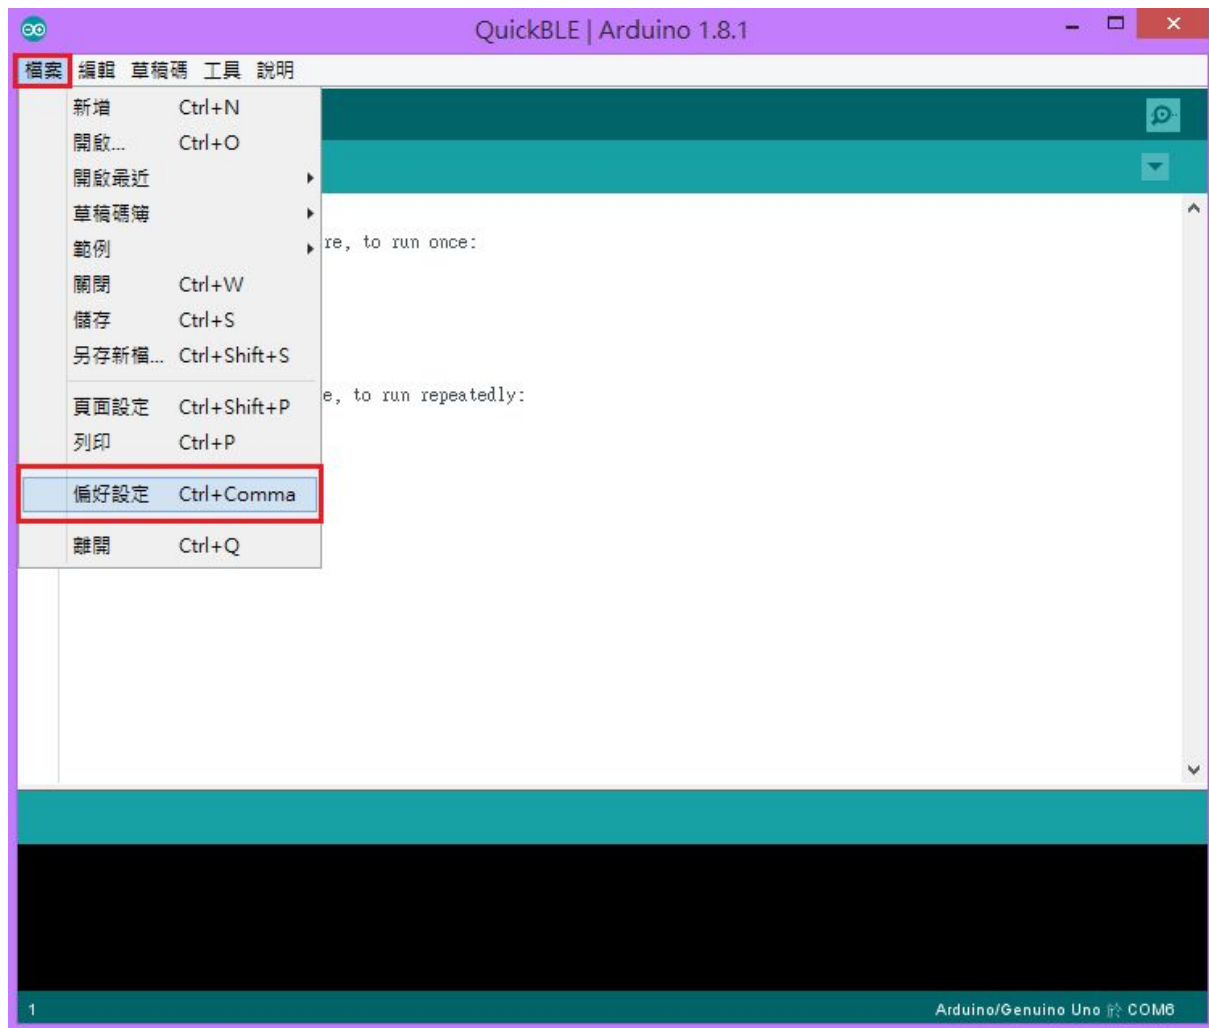 QuickBLE | Arduino 1.8.1
檔案 編輯 草稿碼 工具 說明
新增 Ctrl+N
開啟... Ctrl+O
開啟最近
草稿碼簿
範例
re, to run once:
關閉 Ctrl+W
儲存 Ctrl+S
另存新檔... Ctrl+Shift+S
頁面設定 Ctrl+Shift+P
e, to run repeatedly:
列印 Ctrl+P
偏好設定 Ctrl+Comma
離開 Ctrl+Q
1
Arduino/Genuino Uno 於 COM6